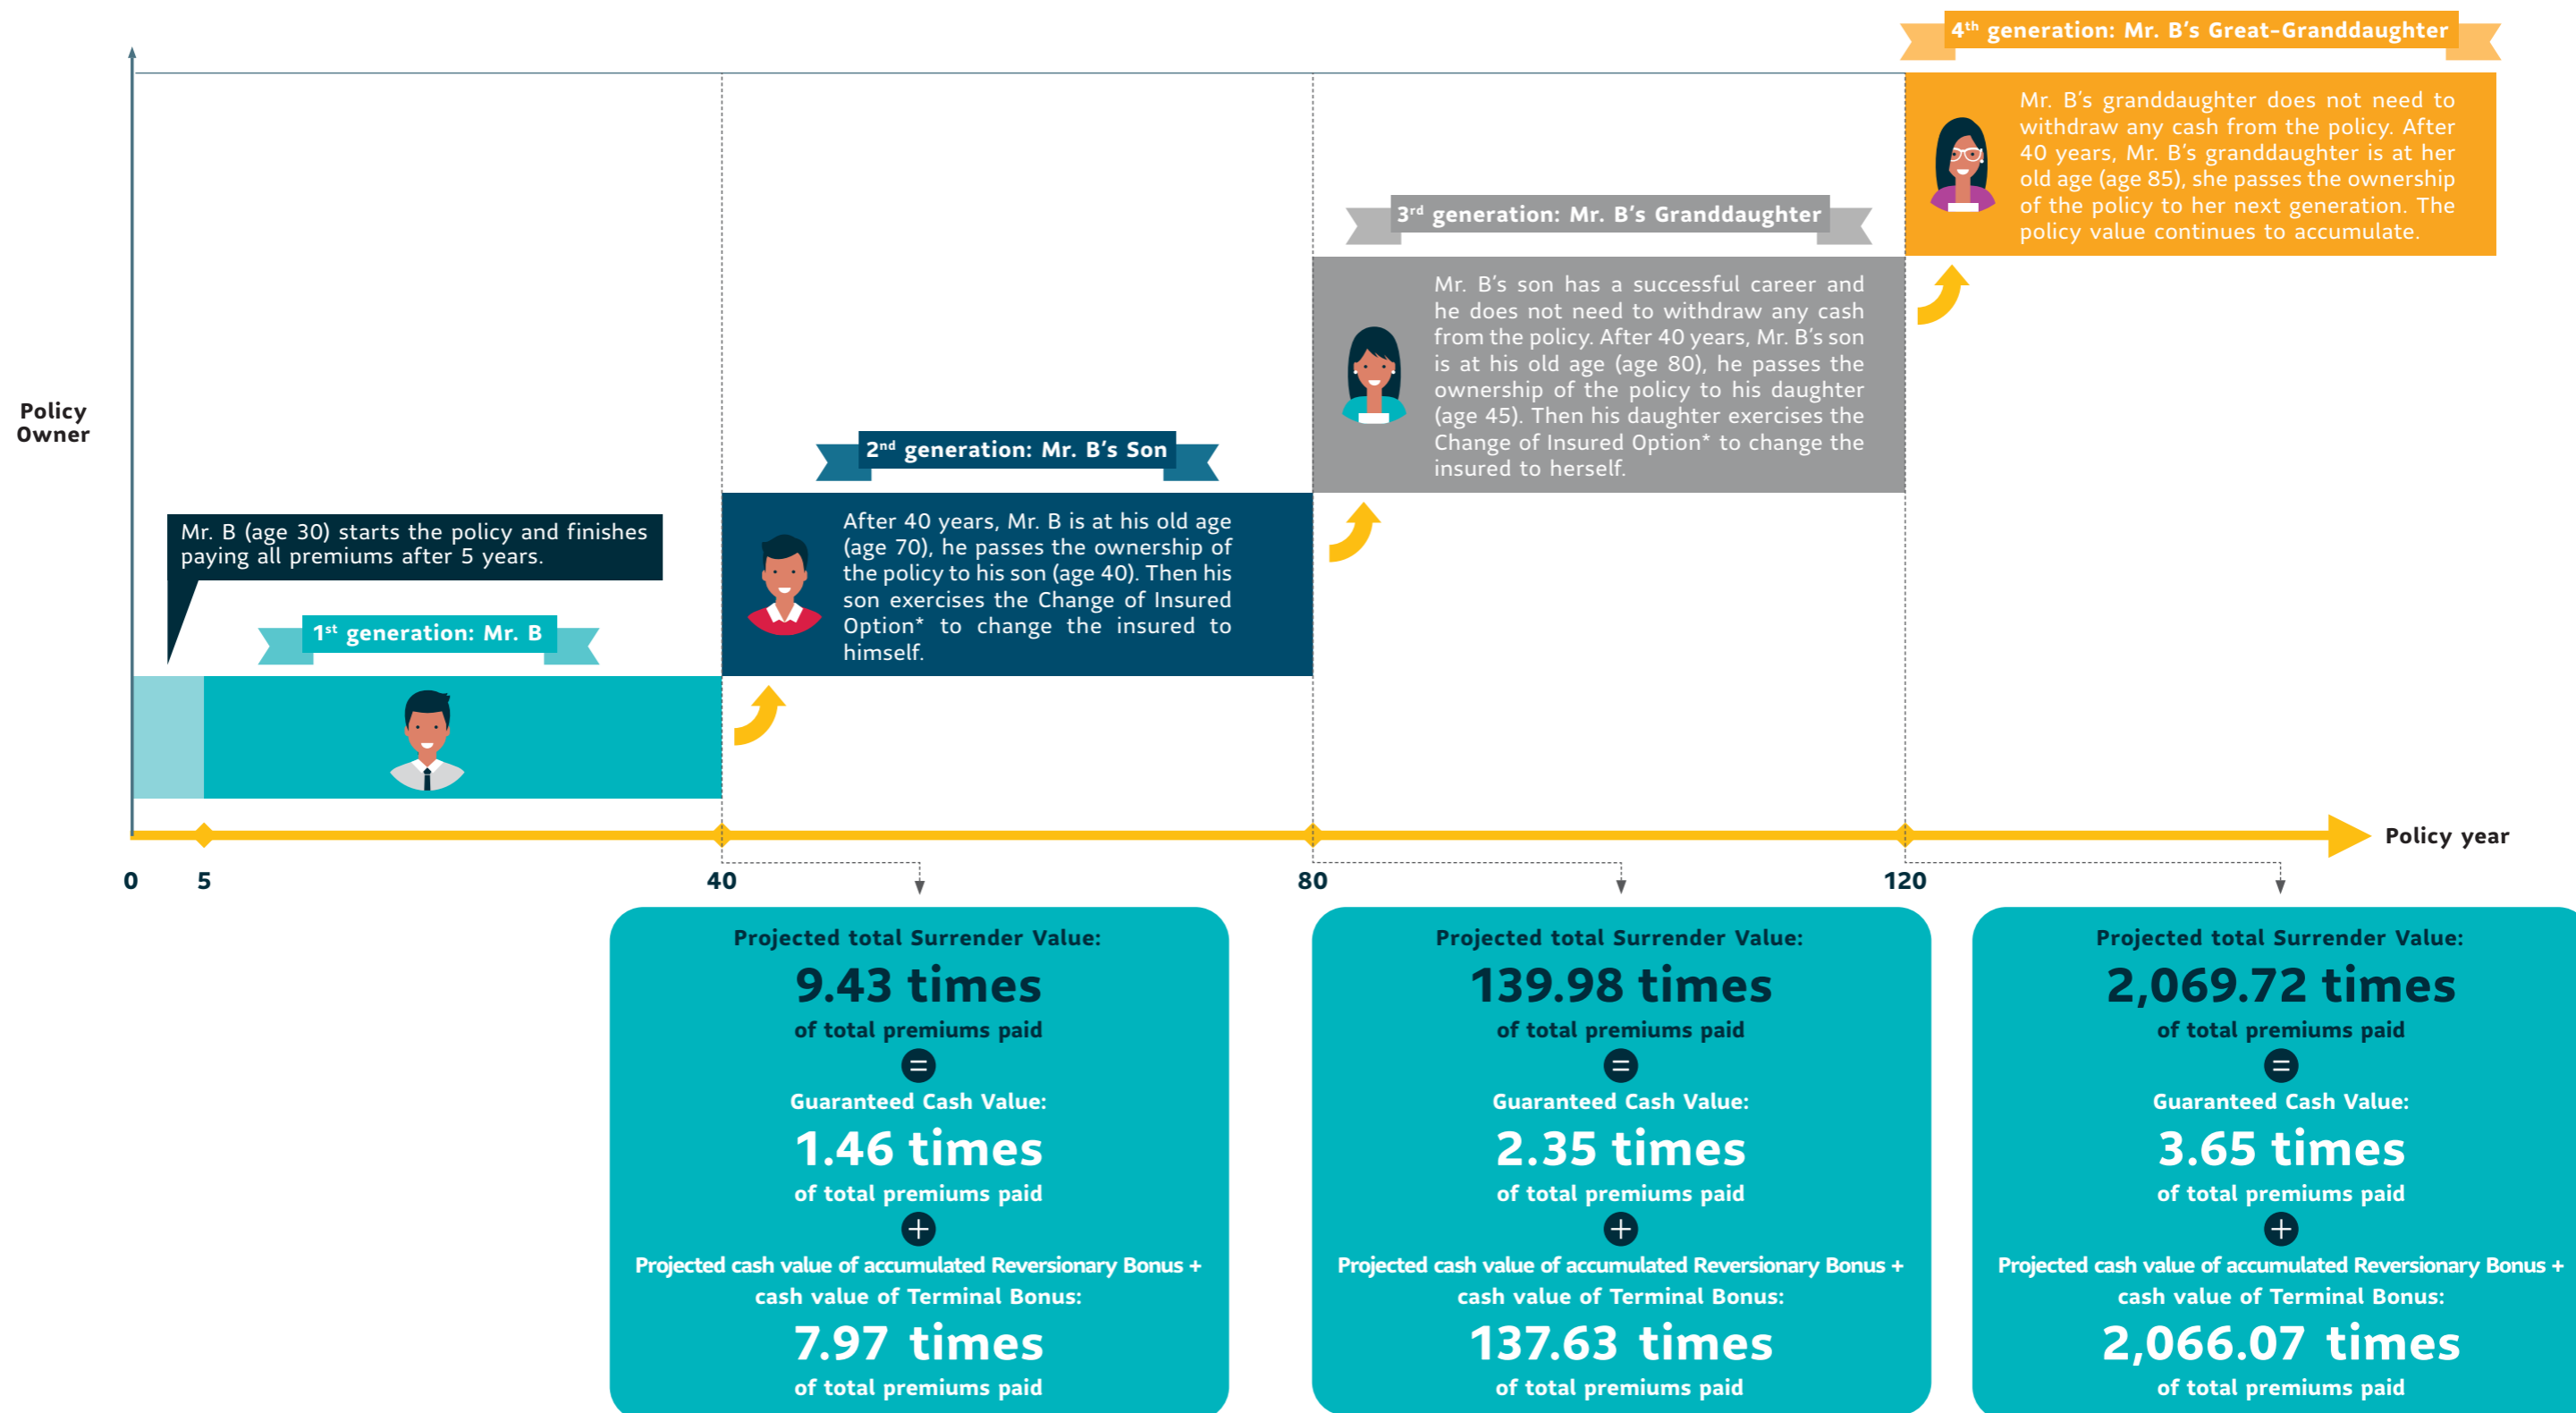 4th generation: Mr. B's Great-Granddaughter
Mr. B's granddaughter does not need to
withdraw any cash from the policy. After
40 years, Mr. B's granddaughter is at her
old age (age 85), she passes the ownership
of the policy to her next generation. The
policy value continues to accumulate.
3rd generation: Mr. B's Granddaughter
Mr. B's son has a successful career and
he does not need to withdraw any cash
from the policy. After 40 years, Mr. B's son
is at his old age (age 80), he passes the
ownership of the policy to his daughter
(age 45). Then his daughter exercises the
Change of Insured Option* to change the
insured to herself.
Policy
Owner
2nd generation: Mr. B's Son
After 40 years, Mr. B is at his old age
(age 70), he passes the ownership of
the policy to his son (age 40). Then his
son exercises the Change of Insured
Option* to change the insured to
himself.
Mr. B (age 30) starts the policy and finishes
paying all premiums after 5 years.
1st generation: Mr. B
Policy year
0 5 40 80 120
Projected total Surrender Value:
9.43 times
of total premiums paid
=
Guaranteed Cash Value:
1.46 times
of total premiums paid
+
Projected cash value of accumulated Reversionary Bonus +
cash value of Terminal Bonus:
7.97 times
of total premiums paid
Projected total Surrender Value:
139.98 times
of total premiums paid
=
Guaranteed Cash Value:
2.35 times
of total premiums paid
+
Projected cash value of accumulated Reversionary Bonus +
cash value of Terminal Bonus:
137.63 times
of total premiums paid
Projected total Surrender Value:
2,069.72 times
of total premiums paid
=
Guaranteed Cash Value:
3.65 times
of total premiums paid
+
Projected cash value of accumulated Reversionary Bonus +
cash value of Terminal Bonus:
2,066.07 times
of total premiums paid